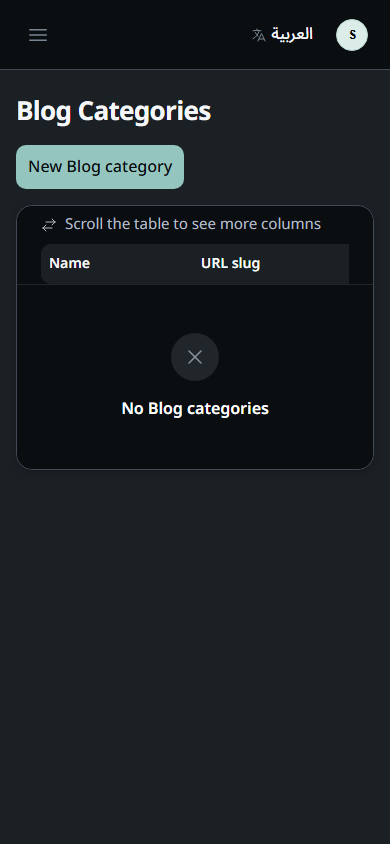 العربية
S
Blog Categories
New Blog category
Scroll the table to see more columns
Name URL slug
No Blog categories